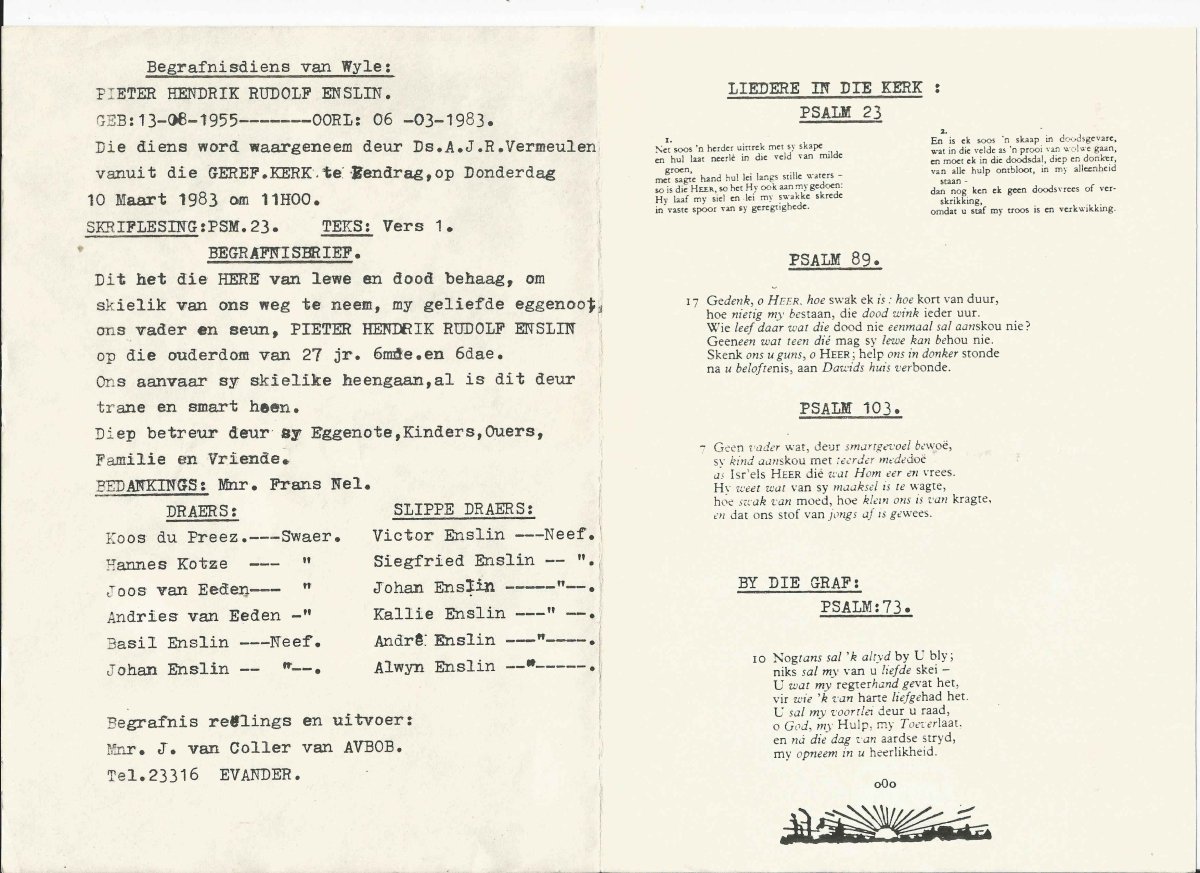 Begrafnisdiens van Wyle:
PIETER HENDRIK RUDOLF ENSLIN.
GEB:13-08-1955-------OORL: 06 -03-1983.
Die diens word waargeneem deur Ds.A.J.R.Vermeulen
vanuit die GEREF.KERK te Eendrag,op Donderdag
10 Maart 1983 om 11H00.
SKRIFLESING:PSM.23. TEKS: Vers 1.
BEGRAFNISBRIEF.
Dit het die HERE van lewe en dood behaag, om
skielik van ons weg te neem, my geliefde eggenoot,
ons vader en seun, PIETER HENDRIK RUDOLF ENSLIN
op die ouderdom van 27 jr. 6mde.en 6dae.
Ons aanvaar sy skielike heengaan,al is dit deur
trane en smart heen.
Diep betreur deur sy Eggenote,Kinders,Ouers,
Familie en Vriende.
BEDANKINGS: Mnr. Frans Nel.
DRAERS:
Koos du Preez.---Swaer.
Hannes Kotze --- "
Joos van Eeden--- "
Andries van Eeden -"
Basil Enslin ---Neef.
Johan Enslin -- "--.
SLIPPE DRAERS:
Victor Enslin ---Neef.
Siegfried Enslin -- ".
Johan Enslin -----"--.
Kallie Enslin ---" --.
André Enslin ---"----.
Alwyn Enslin --"-----.
Begrafnis reëlings en uitvoer:
Mnr. J. van Coller van AVBOB.
Tel.23316 EVANDER.
LIEDERE IN DIE KERK :
PSALM 23
1.
Net soos 'n herder uittrek met sy skape
en hul laat neerlê in die veld van milde
groen,
met sagte hand hul lei langs stille waters –
so is die HEER, so het Hy ook aan my gedoen:
Hy laaf my siel en lei my swakke skrede
in vaste spoor van sy geregtighede.
2.
En is ek soos 'n skaap in doodsgevare,
wat in die velde as 'n prooi van wolwe gaan,
en moet ek in die doodsdal, diep en donker,
van alle hulp ontbloot, in my alleenheid
staan -
dan nog ken ek geen doodsvrees of ver-
skrikking,
omdat u staf my troos is en verkwikking.
PSALM 89.
17 Gedenk, o HEER, hoe swak ek is : hoe kort van duur,
hoe nietig my bestaan, die dood wink ieder uur.
Wie leef daar wat die dood nie eenmaal sal aanskou nie?
Geeneen wat teen dié mag sy lewe kan behou nie.
Skenk ons u guns, o HEER; help ons in donker stonde
na u beloftenis, aan Dawids huis verbonde.
PSALM 103.
7 Geen vader wat, deur smartgevoel bewoë,
sy kind aanskou met teerder mededoë
as Isr'els HEER dié wat Hom eer en vrees.
Hy weet wat van sy maaksel is te wagte,
hoe swak van moed, hoe klein ons is van kragte,
en dat ons stof van jongs af is gewees.
BY DIE GRAF:
PSALM:73.
10 Nogtans sal 'k altyd by U bly;
niks sal my van u liefde skei –
U wat my regterhand gevat het,
vir wie 'k van harte liefgehad het.
U sal my voortlei deur u raad,
o God, my Hulp, my Toeverlaat.
en ná die dag van aardse stryd,
my opneem in u heerlikheid.
oOo